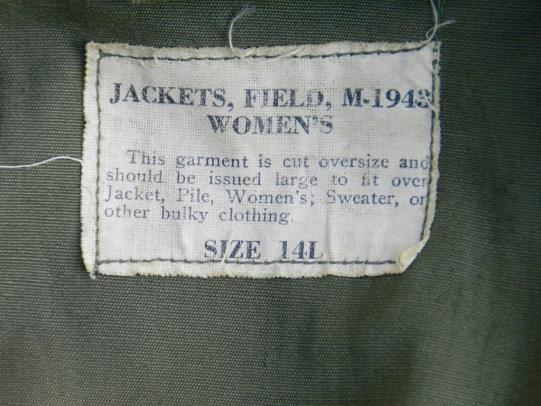 JACKETS, FIELD, M-1943
WOMEN'S
This garment is cut oversize and
should be issued large to fit over
Jacket, Pile, Women's; Sweater, or
other bulky clothing.
SIZE 14L